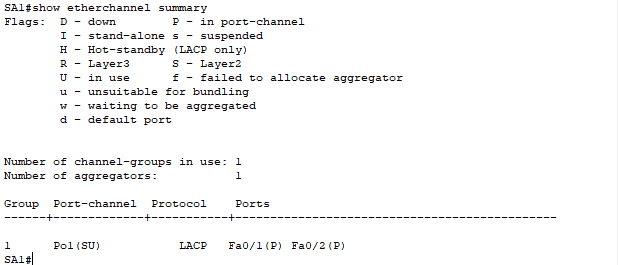 SA1#show etherchannel summary
Flags:  D - down        P - in port-channel
        I - stand-alone s - suspended
        H - Hot-standby (LACP only)
        R - Layer3      S - Layer2
        U - in use      f - failed to allocate aggregator
        u - unsuitable for bundling
        w - waiting to be aggregated
        d - default port
Number of channel-groups in use: 1
Number of aggregators:           1
Group  Port-channel  Protocol    Ports
------+-------------+-----------+----------------------------------------------
1      Po1(SU)           LACP   Fa0/1(P) Fa0/2(P)
SA1#